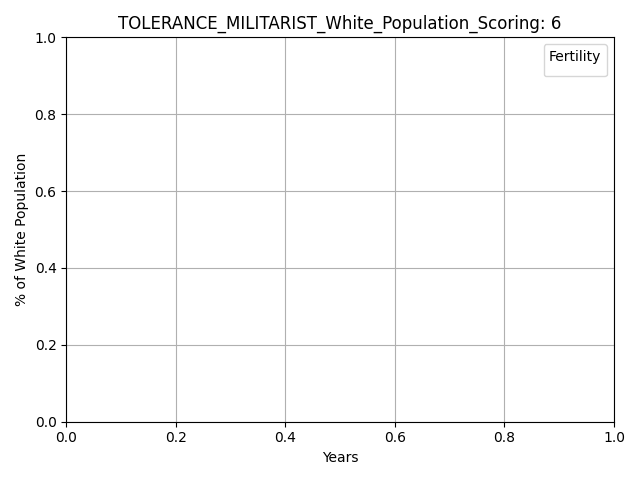 TOLERANCE_MILITARIST_White_Population_Scoring: 6
Fertility
% of White Population
1.0
0.8
0.6
0.4
0.2
0.0
0.0 0.2 0.4 0.6 0.8 1.0
Years